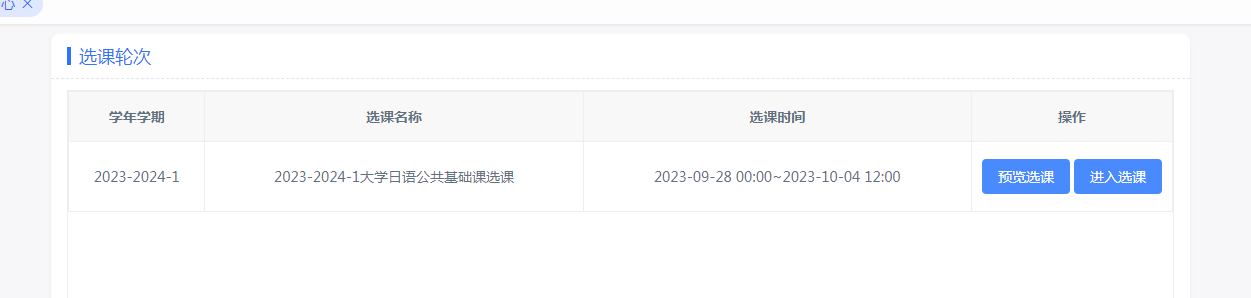 心 ×
选课轮次
学年学期 选课名称 选课时间 操作
2023-2024-1 2023-2024-1大学日语公共基础课选课 2023-09-28 00:00~2023-10-04 12:00 预览选课 进入选课